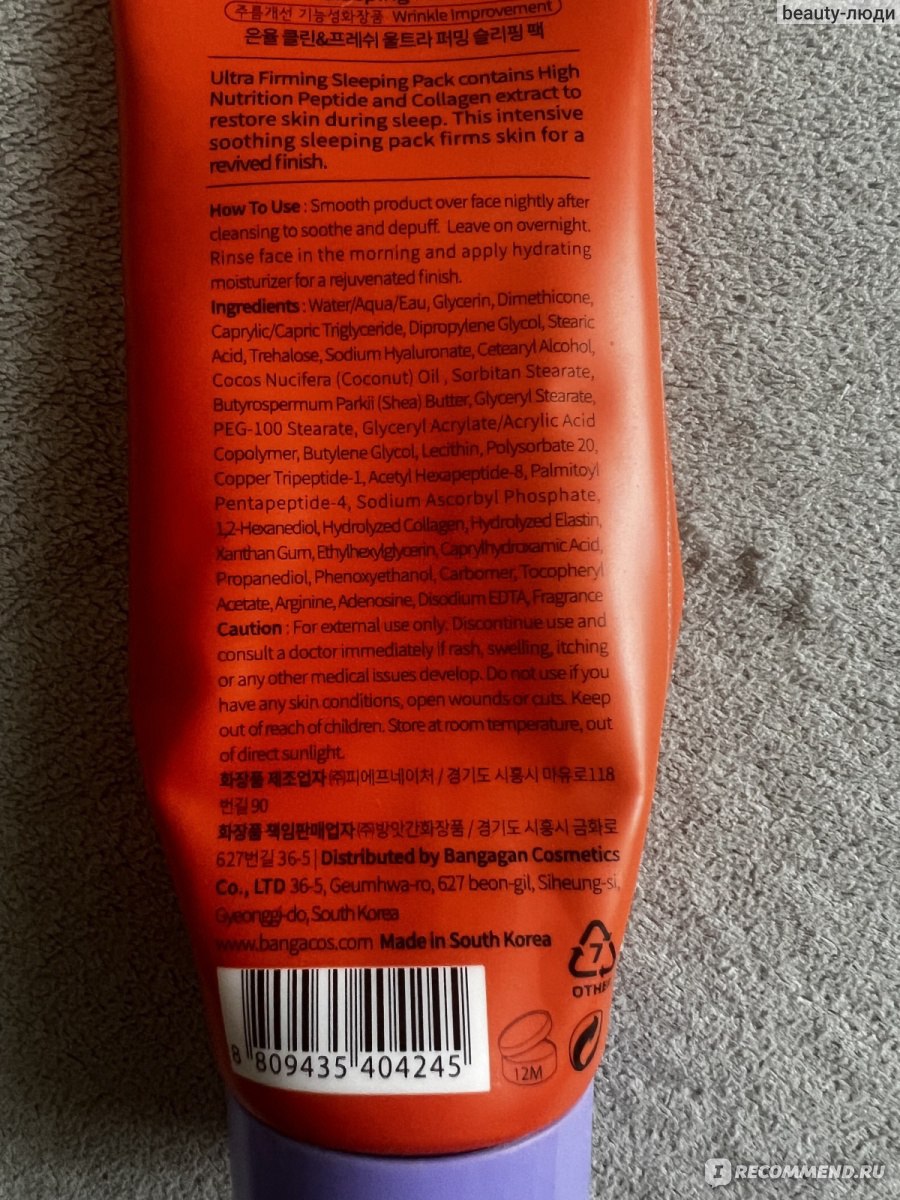 beauty-люди
주름개선 기능성화장품 Wrinkle Improvement
온율 클린&프레쉬 울트라 퍼밍 슬리핑 팩
Ultra Firming Sleeping Pack contains High
Nutrition Peptide and Collagen extract to
restore skin during sleep. This intensive
soothing sleeping pack firms skin for a
revived finish.
How To Use : Smooth product over face nightly after
cleansing to soothe and depuff. Leave on overnight.
Rinse face in the morning and apply hydrating
moisturizer for a rejuvenated finish.
Ingredients : Water/Aqua/Eau, Glycerin, Dimethicone,
Caprylic/Capric Triglyceride, Dipropylene Glycol, Stearic
Acid, Trehalose, Sodium Hyaluronate, Cetearyl Alcohol,
Cocos Nucifera (Coconut) Oil , Sorbitan Stearate,
Butyrospermum Parkii (Shea) Butter, Glyceryl Stearate,
PEG-100 Stearate, Glyceryl Acrylate/Acrylic Acid
Copolymer, Butylene Glycol, Lecithin, Polysorbate 20,
Copper Tripeptide-1, Acetyl Hexapeptide-8, Palmitoyl
Pentapeptide-4, Sodium Ascorbyl Phosphate,
1,2-Hexanediol, Hydrolyzed Collagen, Hydrolyzed Elastin,
Xanthan Gum, Ethylhexylglycerin, Caprylhydroxamic Acid,
Propanediol, Phenoxyethanol, Carbomer, Tocopheryl
Acetate, Arginine, Adenosine, Disodium EDTA, Fragrance
Caution : For external use only. Discontinue use and
consult a doctor immediately if rash, swelling, itching
or any other medical issues develop. Do not use if you
have any skin conditions, open wounds or cuts. Keep
out of reach of children. Store at room temperature, out
of direct sunlight.
화장품 제조업자 ㈜피에프네이처 / 경기도 시흥시 마유로118
번길 90
화장품 책임판매업자 ㈜방앗간화장품 / 경기도 시흥시 금화로
627번길 36-5 | Distributed by Bangagan Cosmetics
Co., LTD 36-5, Geumhwa-ro, 627 beon-gil, Siheung-si,
Gyeonggi-do, South Korea
www.bangacos.com Made in South Korea
7
OTHER
8 809435 404245
12M
IRECOMMEND.RU